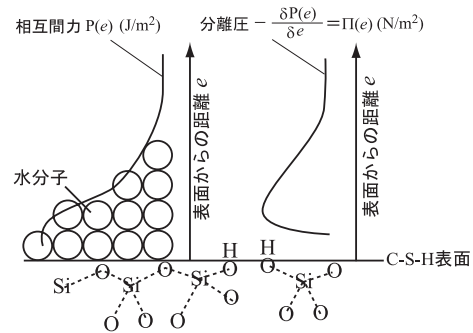 相互間力 P(e) (J/m²)
分離圧 − δP(e)/δe = Π(e) (N/m²)
水分子
表面からの距離 e
表面からの距離 e
H
H
C-S-H表面
Si O Si O Si O O Si O
O O O O O O